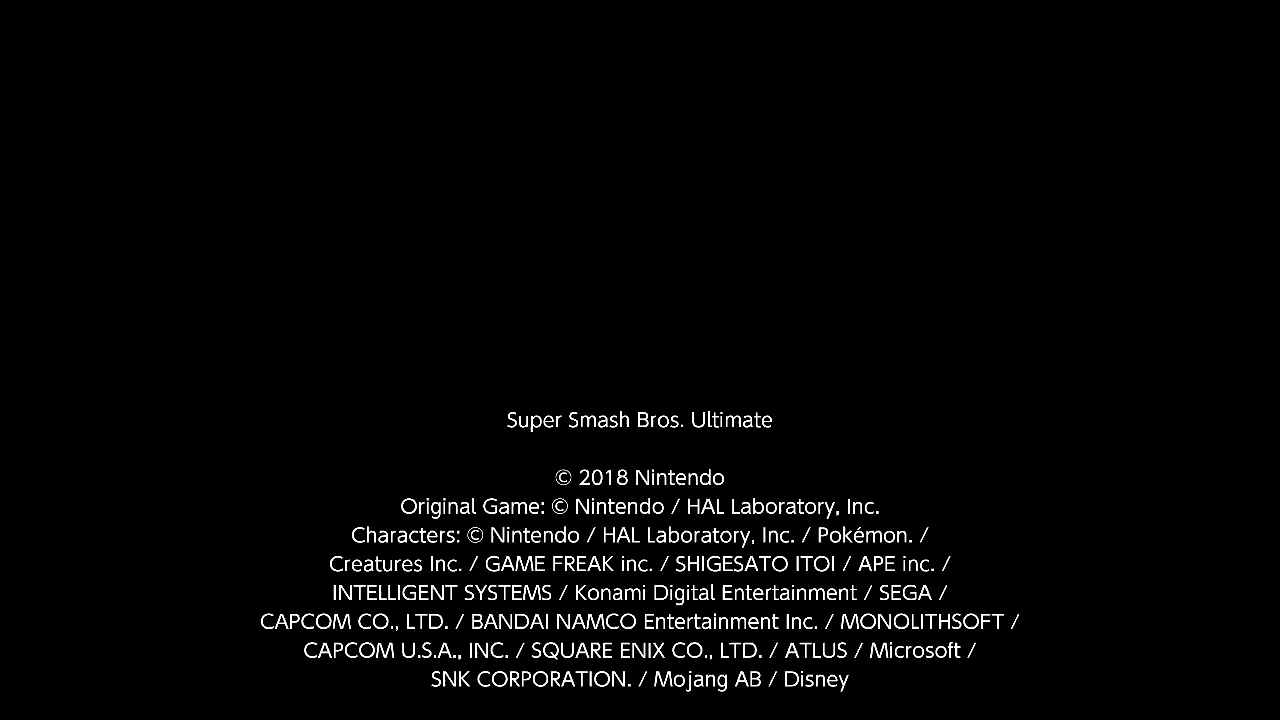 Super Smash Bros. Ultimate
© 2018 Nintendo
Original Game: © Nintendo / HAL Laboratory, Inc.
Characters: © Nintendo / HAL Laboratory, Inc. / Pokémon. /
Creatures Inc. / GAME FREAK inc. / SHIGESATO ITOI / APE inc. /
INTELLIGENT SYSTEMS / Konami Digital Entertainment / SEGA /
CAPCOM CO., LTD. / BANDAI NAMCO Entertainment Inc. / MONOLITHSOFT /
CAPCOM U.S.A., INC. / SQUARE ENIX CO., LTD. / ATLUS / Microsoft /
SNK CORPORATION. / Mojang AB / Disney